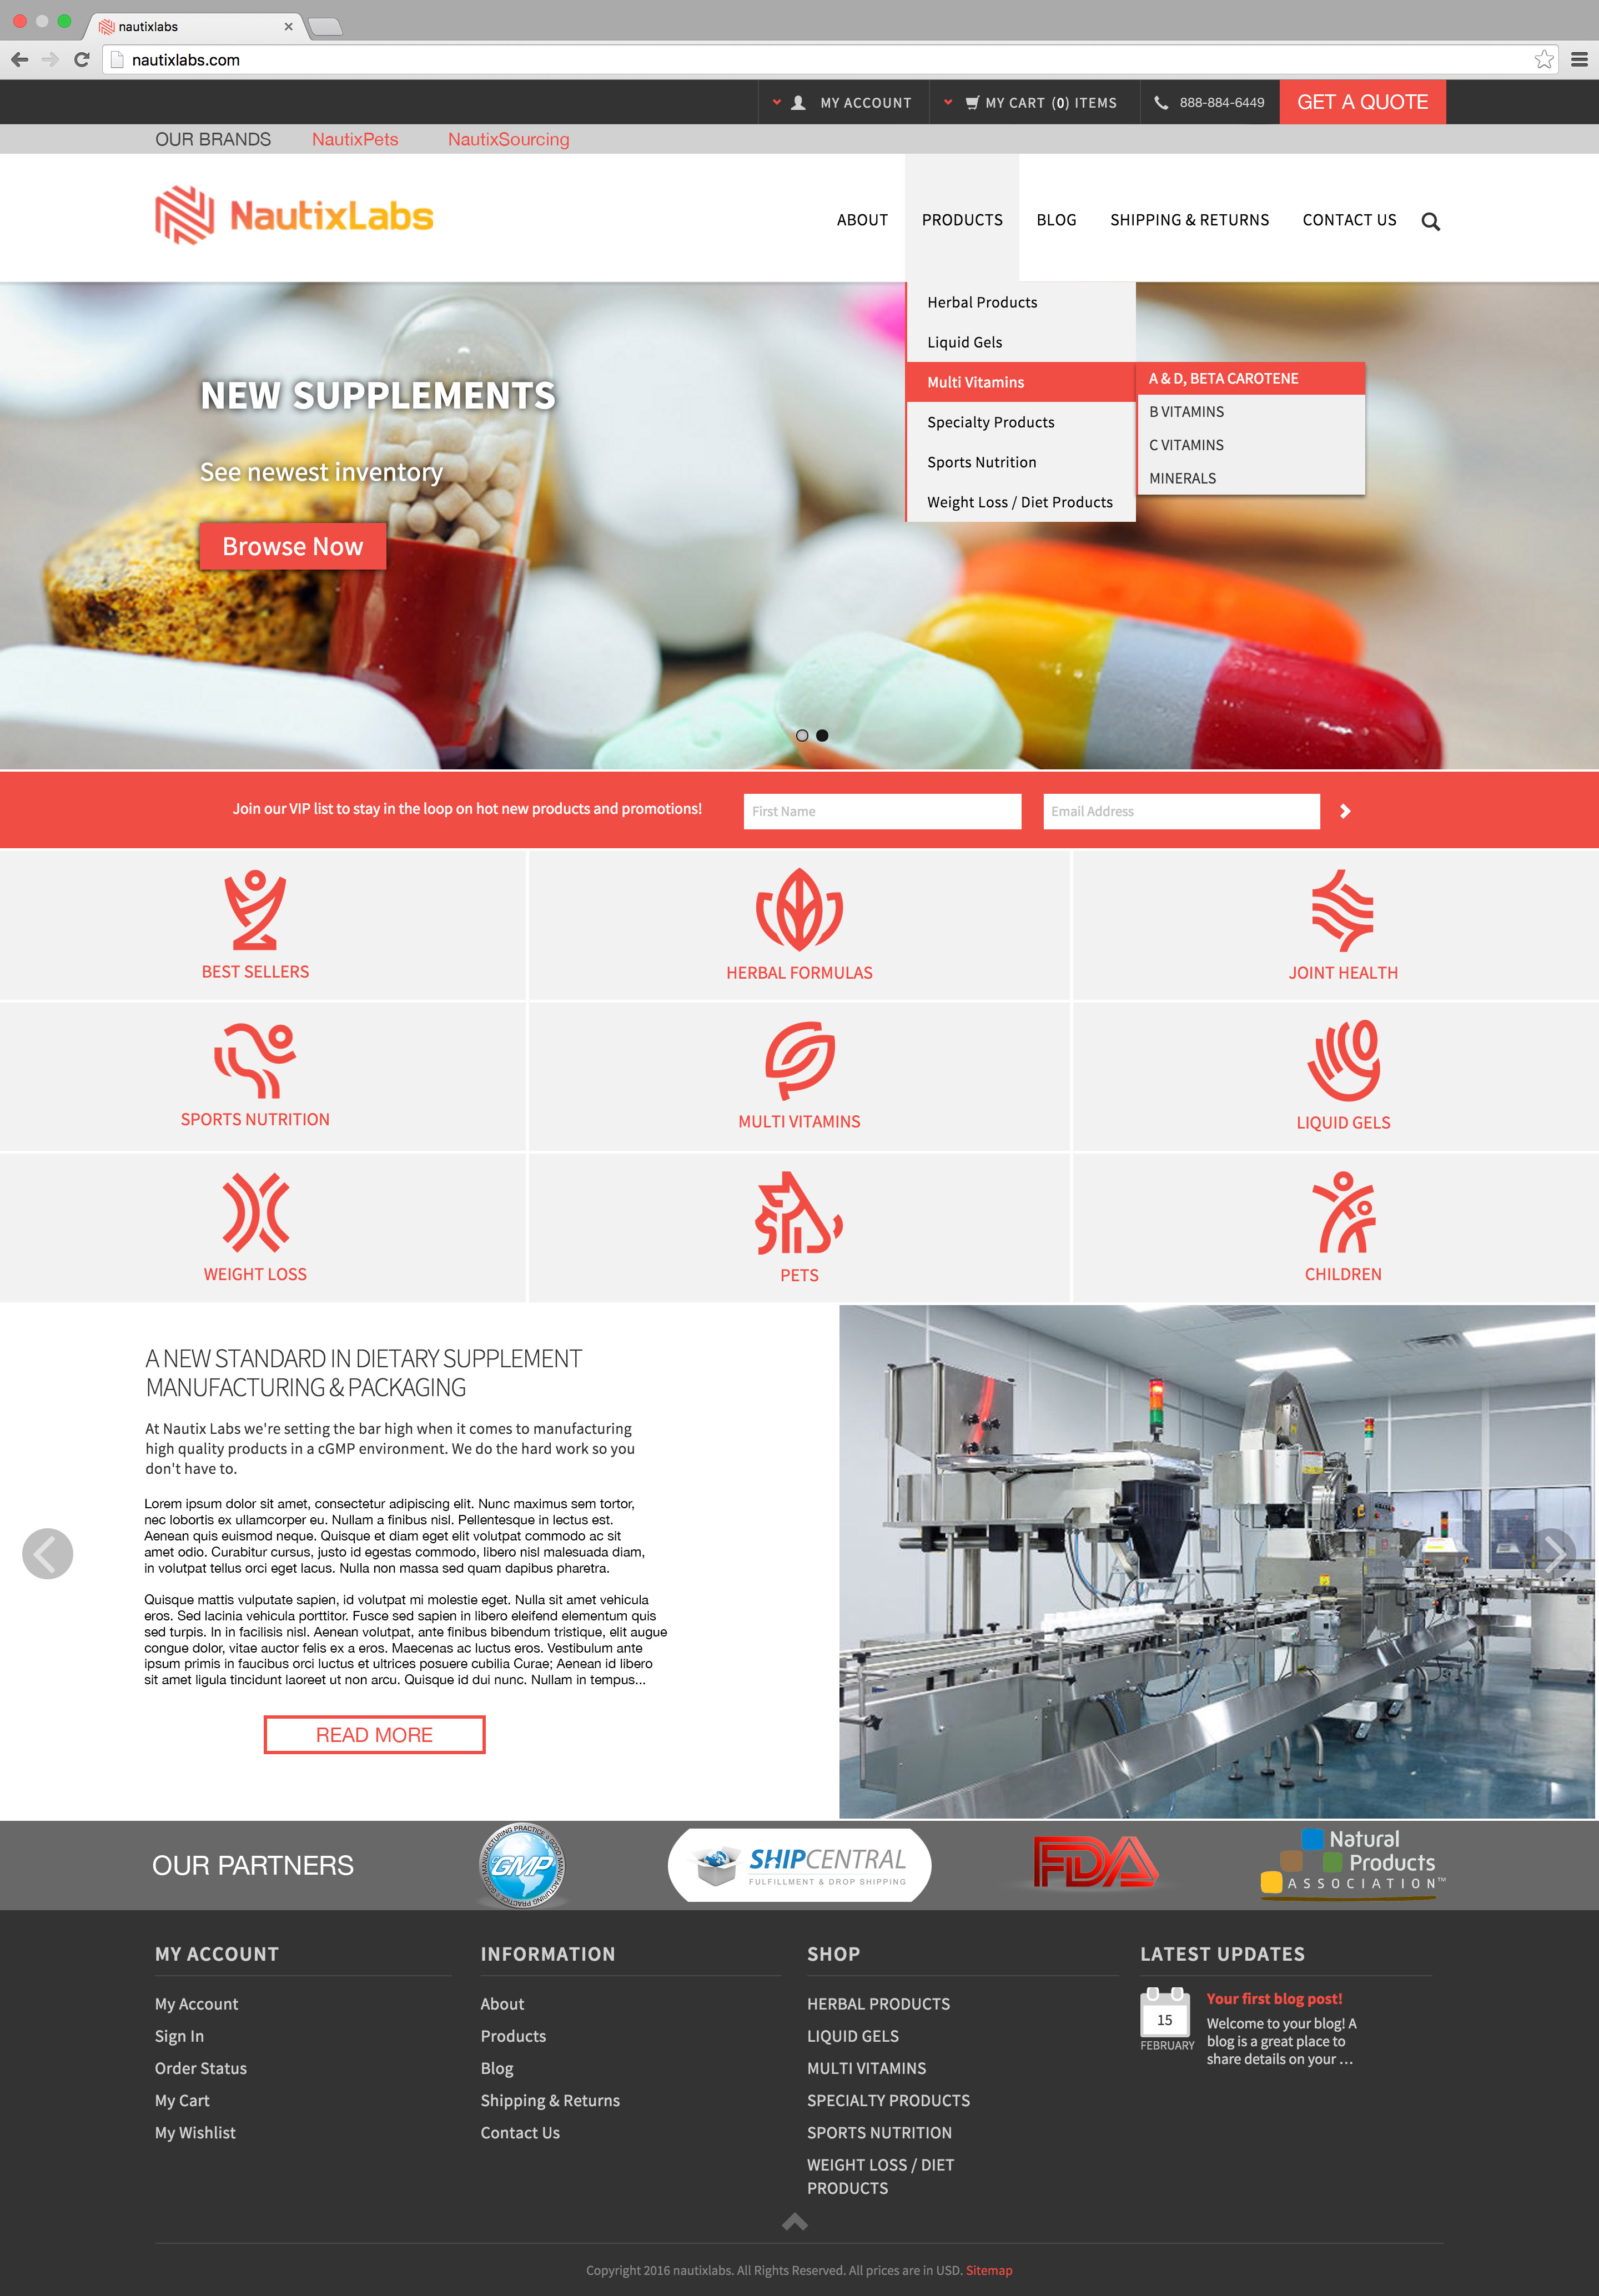 nautixlabs
nautixlabs.com
MY ACCOUNT
MY CART (0) ITEMS
888-884-6449
GET A QUOTE
OUR BRANDS
NautixPets
NautixSourcing
NautixLabs
ABOUT
PRODUCTS
BLOG
SHIPPING & RETURNS
CONTACT US
Herbal Products
Liquid Gels
Multi Vitamins
Specialty Products
Sports Nutrition
Weight Loss / Diet Products
A & D, BETA CAROTENE
B VITAMINS
C VITAMINS
MINERALS
NEW SUPPLEMENTS
See newest inventory
Browse Now
Join our VIP list to stay in the loop on hot new products and promotions!
First Name
Email Address
BEST SELLERS
HERBAL FORMULAS
JOINT HEALTH
SPORTS NUTRITION
MULTI VITAMINS
LIQUID GELS
WEIGHT LOSS
PETS
CHILDREN
A NEW STANDARD IN DIETARY SUPPLEMENT
MANUFACTURING & PACKAGING
At Nautix Labs we're setting the bar high when it comes to manufacturing
high quality products in a cGMP environment. We do the hard work so you
don't have to.
Lorem ipsum dolor sit amet, consectetur adipiscing elit. Nunc maximus sem tortor,
nec lobortis ex ullamcorper eu. Nullam a finibus nisl. Pellentesque in lectus est.
Aenean quis euismod neque. Quisque et diam eget elit volutpat commodo ac sit
amet odio. Curabitur cursus, justo id egestas commodo, libero nisl malesuada diam,
in volutpat tellus orci eget lacus. Nulla non massa sed quam dapibus pharetra.
Quisque mattis vulputate sapien, id volutpat mi molestie eget. Nulla sit amet vehicula
eros. Sed lacinia vehicula porttitor. Fusce sed sapien in libero eleifend elementum quis
sed turpis. In in facilisis nisl. Aenean volutpat, ante finibus bibendum tristique, elit augue
congue dolor, vitae auctor felis ex a eros. Maecenas ac luctus eros. Vestibulum ante
ipsum primis in faucibus orci luctus et ultrices posuere cubilia Curae; Aenean id libero
sit amet ligula tincidunt laoreet ut non arcu. Quisque id dui nunc. Nullam in tempus...
READ MORE
OUR PARTNERS
GMP
GOOD MANUFACTURING PRACTICE
SHIPCENTRAL
FULFILLMENT & DROP SHIPPING
FDA
Natural
Products
ASSOCIATION™
MY ACCOUNT
My Account
Sign In
Order Status
My Cart
My Wishlist
INFORMATION
About
Products
Blog
Shipping & Returns
Contact Us
SHOP
HERBAL PRODUCTS
LIQUID GELS
MULTI VITAMINS
SPECIALTY PRODUCTS
SPORTS NUTRITION
WEIGHT LOSS / DIET
PRODUCTS
LATEST UPDATES
15
FEBRUARY
Your first blog post!
Welcome to your blog! A
blog is a great place to
share details on your ...
Copyright 2016 nautixlabs. All Rights Reserved. All prices are in USD. Sitemap